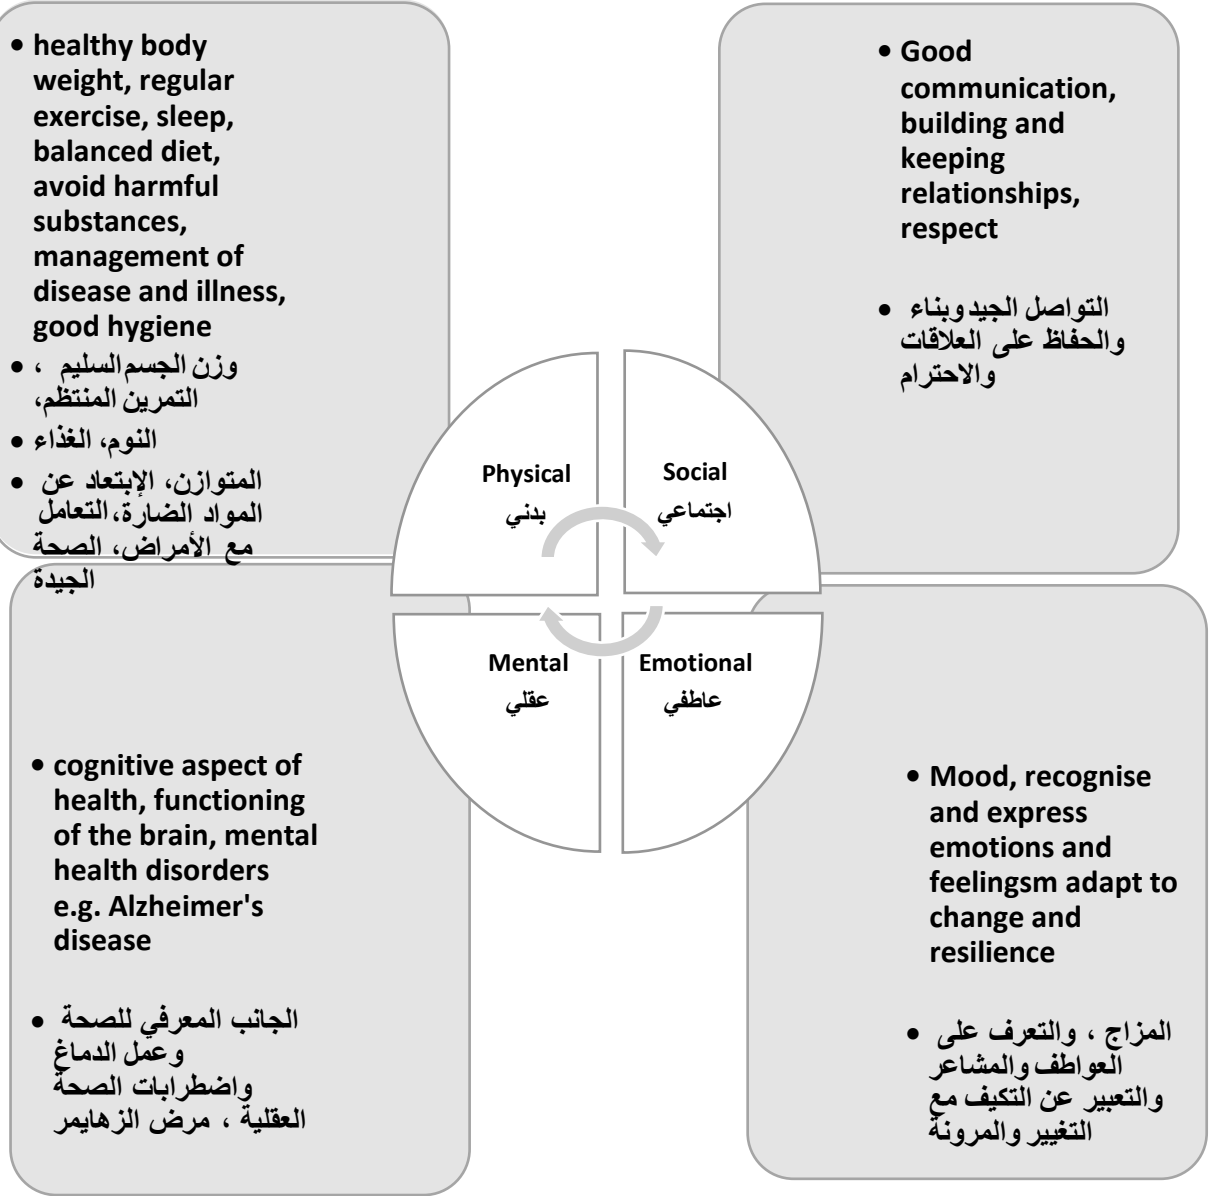 • healthy body
weight, regular
exercise, sleep,
balanced diet,
avoid harmful
substances,
management of
disease and illness,
good hygiene
• وزن الجسم السليم ،
التمرين المنتظم،
• النوم، الغذاء
• المتوازن، الإبتعاد عن
المواد الضارة، التعامل
مع الأمراض، الصحة
الجيدة
• Good
communication,
building and
keeping
relationships,
respect
• التواصل الجيد وبناء
والحفاظ على العلاقات
والاحترام
Physical
بدني
Social
اجتماعي
Mental
عقلي
Emotional
عاطفي
• cognitive aspect of
health, functioning
of the brain, mental
health disorders
e.g. Alzheimer's
disease
• الجانب المعرفي للصحة
وعمل الدماغ
واضطرابات الصحة
العقلية ، مرض الزهايمر
• Mood, recognise
and express
emotions and
feelingsm adapt to
change and
resilience
• المزاج ، والتعرف على
العواطف والمشاعر
والتعبير عن التكيف مع
التغيير والمرونة